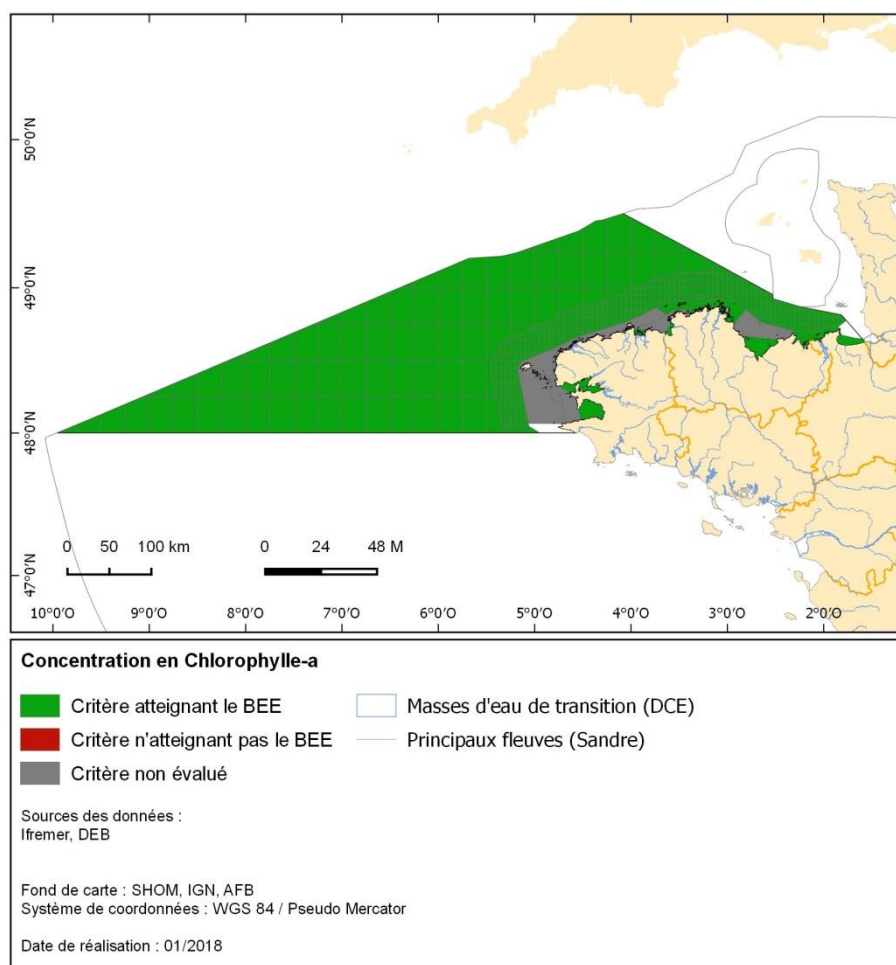 50°0'N
49°0'N
48°0'N
47°0'N
0 50 100 km
0 24 48 M
10°0'O 9°0'O 8°0'O 7°0'O 6°0'O 5°0'O 4°0'O 3°0'O 2°0'O
Concentration en Chlorophylle-a
Critère atteignant le BEE
Critère n'atteignant pas le BEE
Critère non évalué
Masses d'eau de transition (DCE)
Principaux fleuves (Sandre)
Sources des données :
Ifremer, DEB
Fond de carte : SHOM, IGN, AFB
Système de coordonnées : WGS 84 / Pseudo Mercator
Date de réalisation : 01/2018